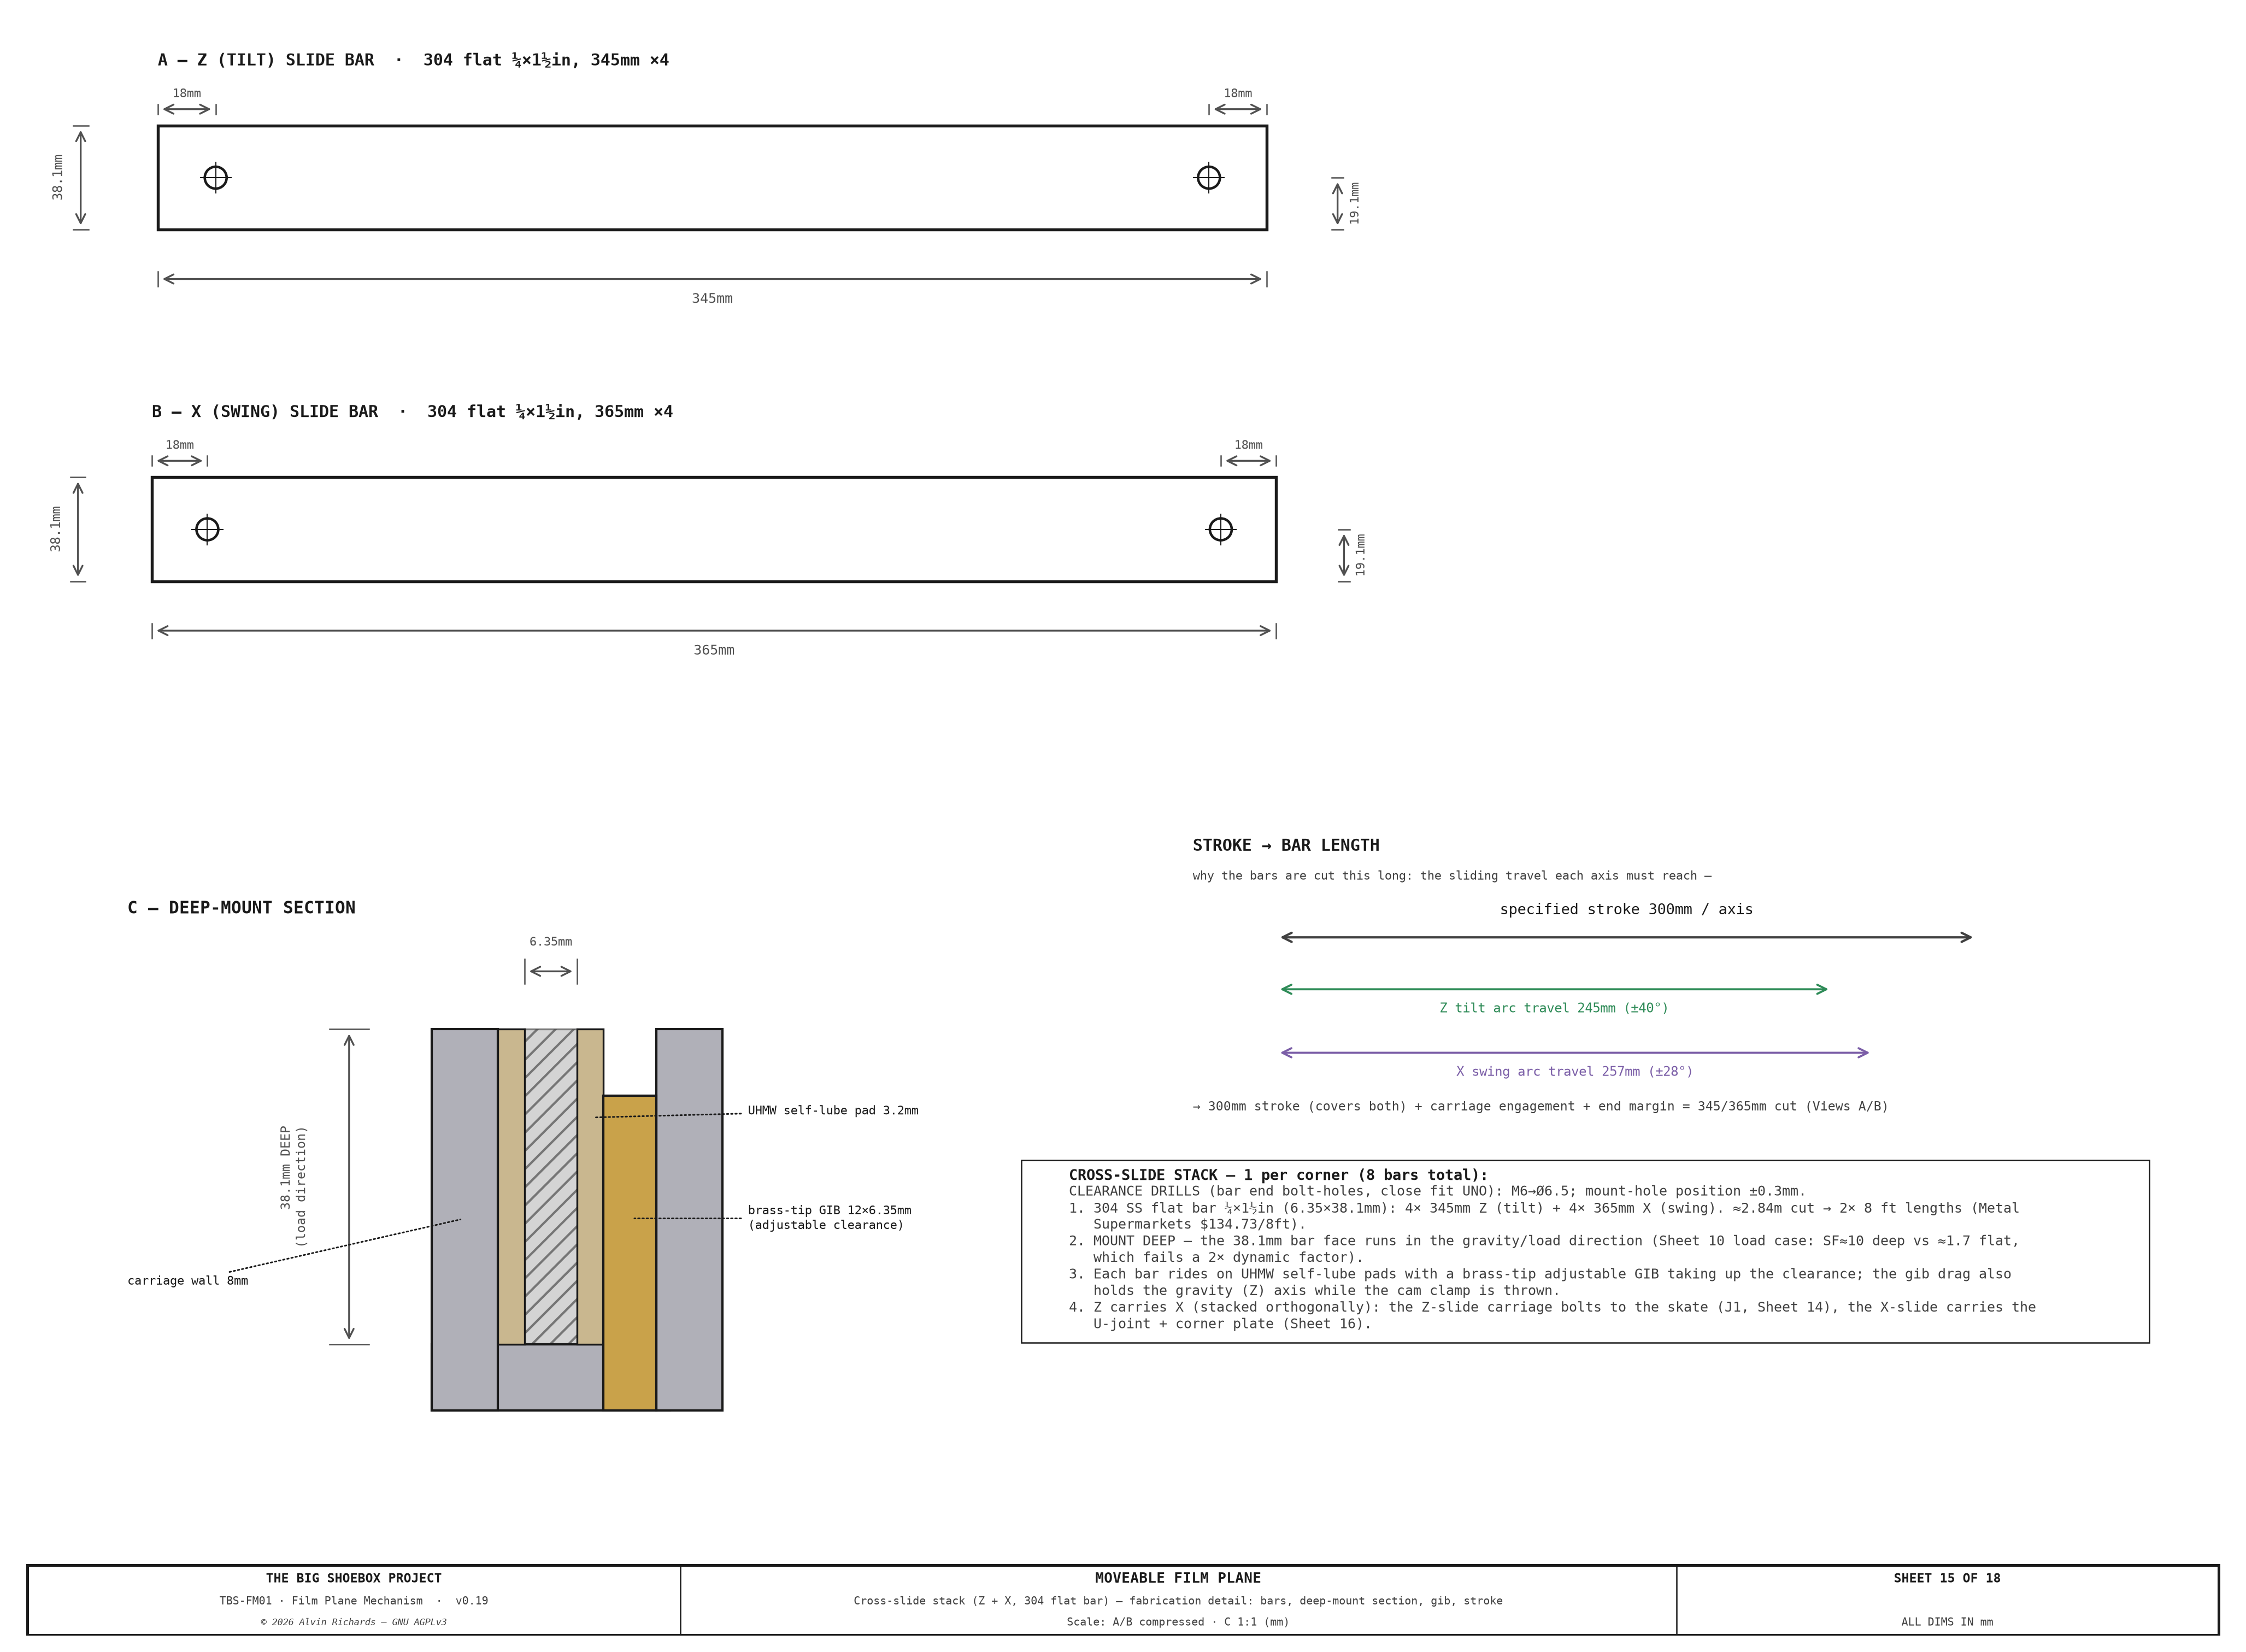 A — Z (TILT) SLIDE BAR  ·  304 flat ¼×1½in, 345mm ×4
18mm
18mm
38.1mm
19.1mm
345mm
B — X (SWING) SLIDE BAR  ·  304 flat ¼×1½in, 365mm ×4
18mm
18mm
38.1mm
19.1mm
365mm
STROKE → BAR LENGTH
why the bars are cut this long: the sliding travel each axis must reach —
specified stroke 300mm / axis
Z tilt arc travel 245mm (±40°)
X swing arc travel 257mm (±28°)
→ 300mm stroke (covers both) + carriage engagement + end margin = 345/365mm cut (Views A/B)
C — DEEP-MOUNT SECTION
6.35mm
38.1mm DEEP
(load direction)
UHMW self-lube pad 3.2mm
brass-tip GIB 12×6.35mm
(adjustable clearance)
carriage wall 8mm
CROSS-SLIDE STACK — 1 per corner (8 bars total):
CLEARANCE DRILLS (bar end bolt-holes, close fit UNO): M6→Ø6.5; mount-hole position ±0.3mm.
1. 304 SS flat bar ¼×1½in (6.35×38.1mm): 4× 345mm Z (tilt) + 4× 365mm X (swing). ≈2.84m cut → 2× 8 ft lengths (Metal
Supermarkets $134.73/8ft).
2. MOUNT DEEP — the 38.1mm bar face runs in the gravity/load direction (Sheet 10 load case: SF≈10 deep vs ≈1.7 flat,
which fails a 2× dynamic factor).
3. Each bar rides on UHMW self-lube pads with a brass-tip adjustable GIB taking up the clearance; the gib drag also
holds the gravity (Z) axis while the cam clamp is thrown.
4. Z carries X (stacked orthogonally): the Z-slide carriage bolts to the skate (J1, Sheet 14), the X-slide carries the
U-joint + corner plate (Sheet 16).
THE BIG SHOEBOX PROJECT
TBS-FM01 · Film Plane Mechanism  ·  v0.19
© 2026 Alvin Richards — GNU AGPLv3
MOVEABLE FILM PLANE
Cross-slide stack (Z + X, 304 flat bar) — fabrication detail: bars, deep-mount section, gib, stroke
Scale: A/B compressed · C 1:1 (mm)
SHEET 15 OF 18
ALL DIMS IN mm